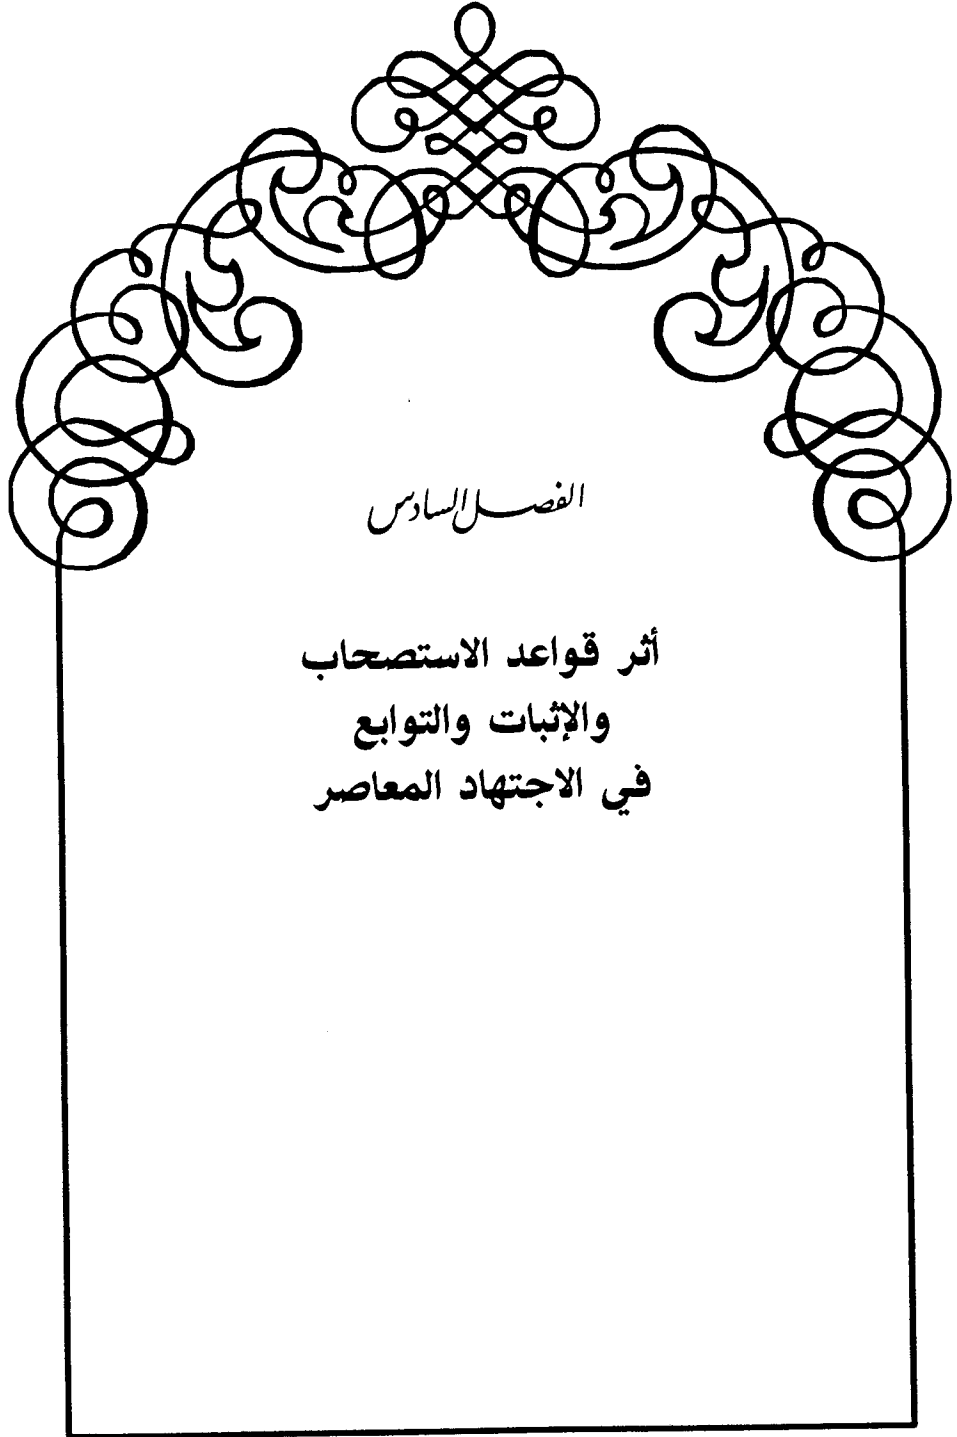 الفصل السادس
أثر قواعد الاستصحاب
والإثبات والتوابع
في الاجتهاد المعاصر